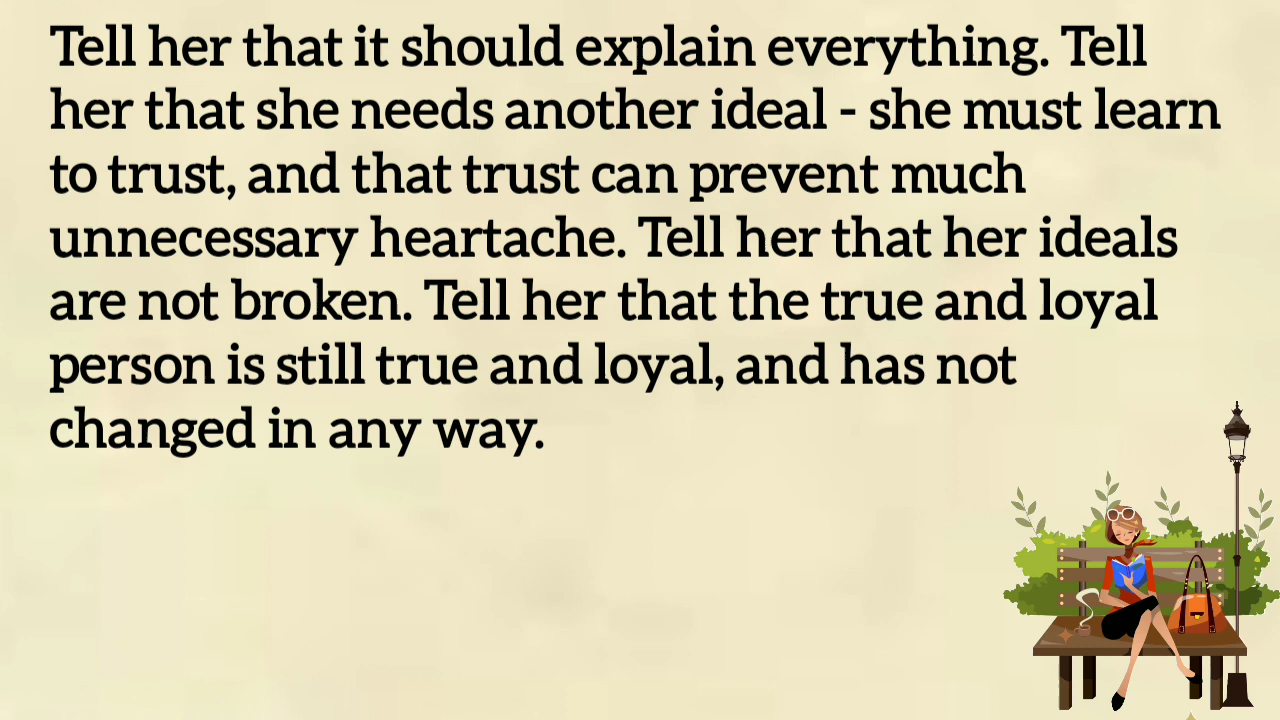 Tell her that it should explain everything. Tell
her that she needs another ideal - she must learn
to trust, and that trust can prevent much
unnecessary heartache. Tell her that her ideals
are not broken. Tell her that the true and loyal
person is still true and loyal, and has not
changed in any way.